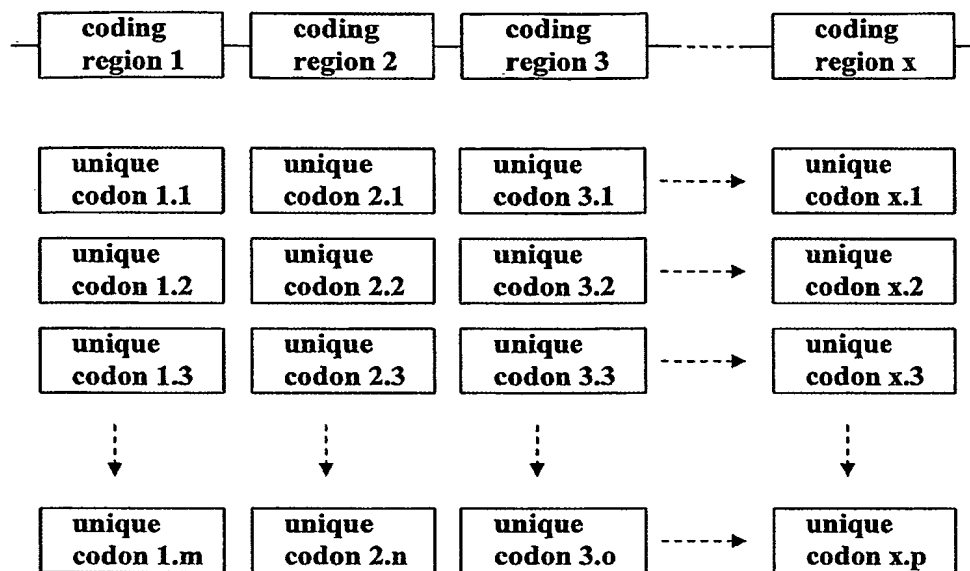 coding
region 1
coding
region 2
coding
region 3
coding
region x
unique
codon 1.1
unique
codon 2.1
unique
codon 3.1
unique
codon x.1
unique
codon 1.2
unique
codon 2.2
unique
codon 3.2
unique
codon x.2
unique
codon 1.3
unique
codon 2.3
unique
codon 3.3
unique
codon x.3
unique
codon 1.m
unique
codon 2.n
unique
codon 3.o
unique
codon x.p